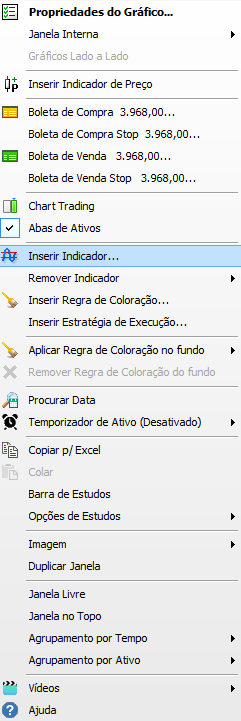 Propriedades do Gráfico...
Janela Interna
Gráficos Lado a Lado
Inserir Indicador de Preço
Boleta de Compra 3.968,00...
Boleta de Compra Stop 3.968,00...
Boleta de Venda 3.968,00...
Boleta de Venda Stop 3.968,00...
Chart Trading
Abas de Ativos
Inserir Indicador...
Remover Indicador
Inserir Regra de Coloração...
Inserir Estratégia de Execução...
Aplicar Regra de Coloração no fundo
Remover Regra de Coloração do fundo
Procurar Data
Temporizador de Ativo (Desativado)
Copiar p/ Excel
Colar
Barra de Estudos
Opções de Estudos
Imagem
Duplicar Janela
Janela Livre
Janela no Topo
Agrupamento por Tempo
Agrupamento por Ativo
Vídeos
Ajuda